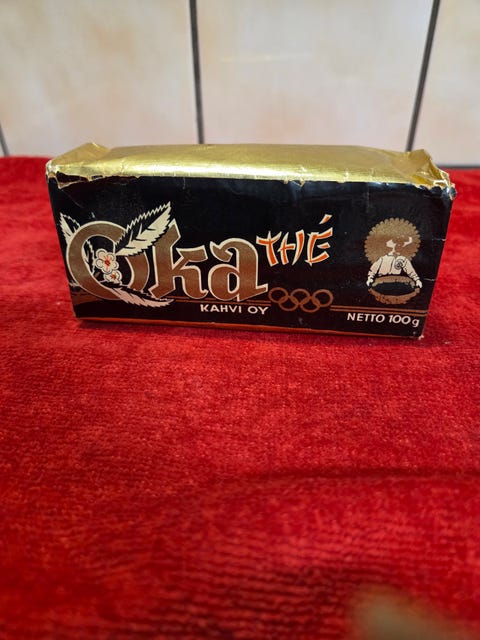 Oka THÉ
KAHVI OY
NETTO 100g